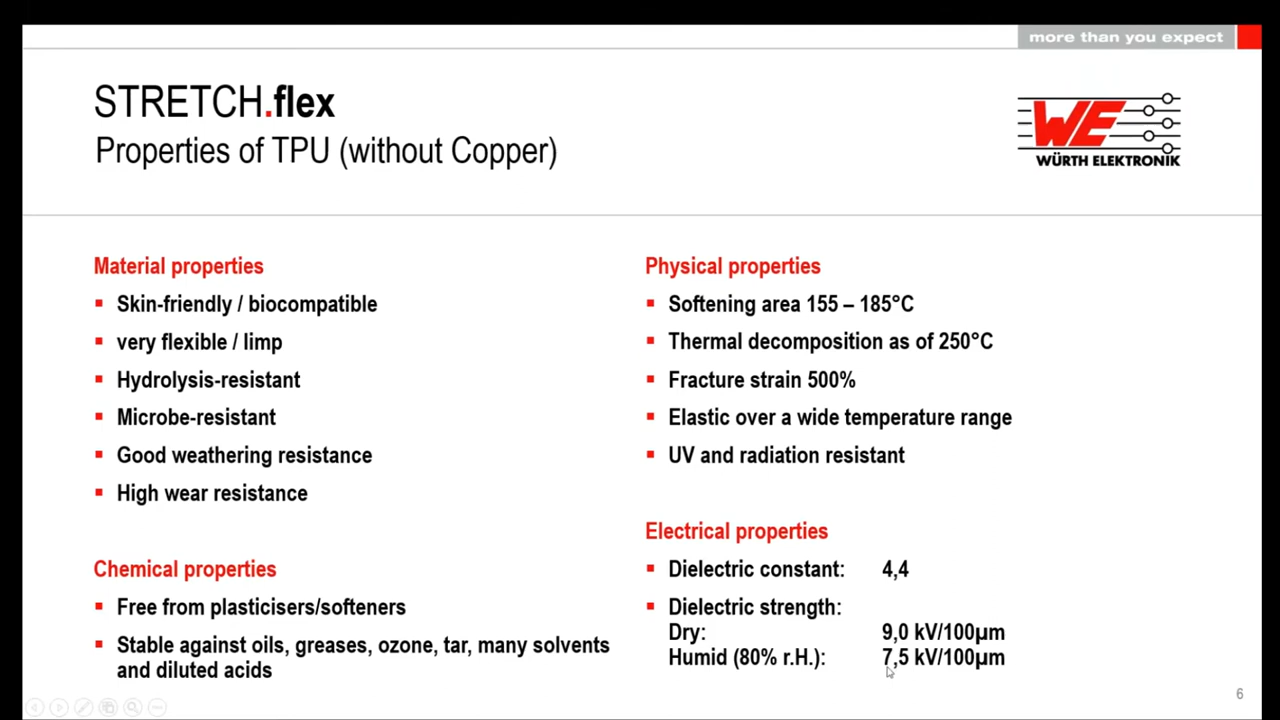 more than you expect
STRETCH.flex
Properties of TPU (without Copper)
WE
WÜRTH ELEKTRONIK
Material properties
Skin-friendly / biocompatible
very flexible / limp
Hydrolysis-resistant
Microbe-resistant
Good weathering resistance
High wear resistance
Chemical properties
Free from plasticisers/softeners
Stable against oils, greases, ozone, tar, many solvents
and diluted acids
Physical properties
Softening area 155 – 185°C
Thermal decomposition as of 250°C
Fracture strain 500%
Elastic over a wide temperature range
UV and radiation resistant
Electrical properties
Dielectric constant: 4,4
Dielectric strength:
Dry: 9,0 kV/100µm
Humid (80% r.H.): 7,5 kV/100µm
6